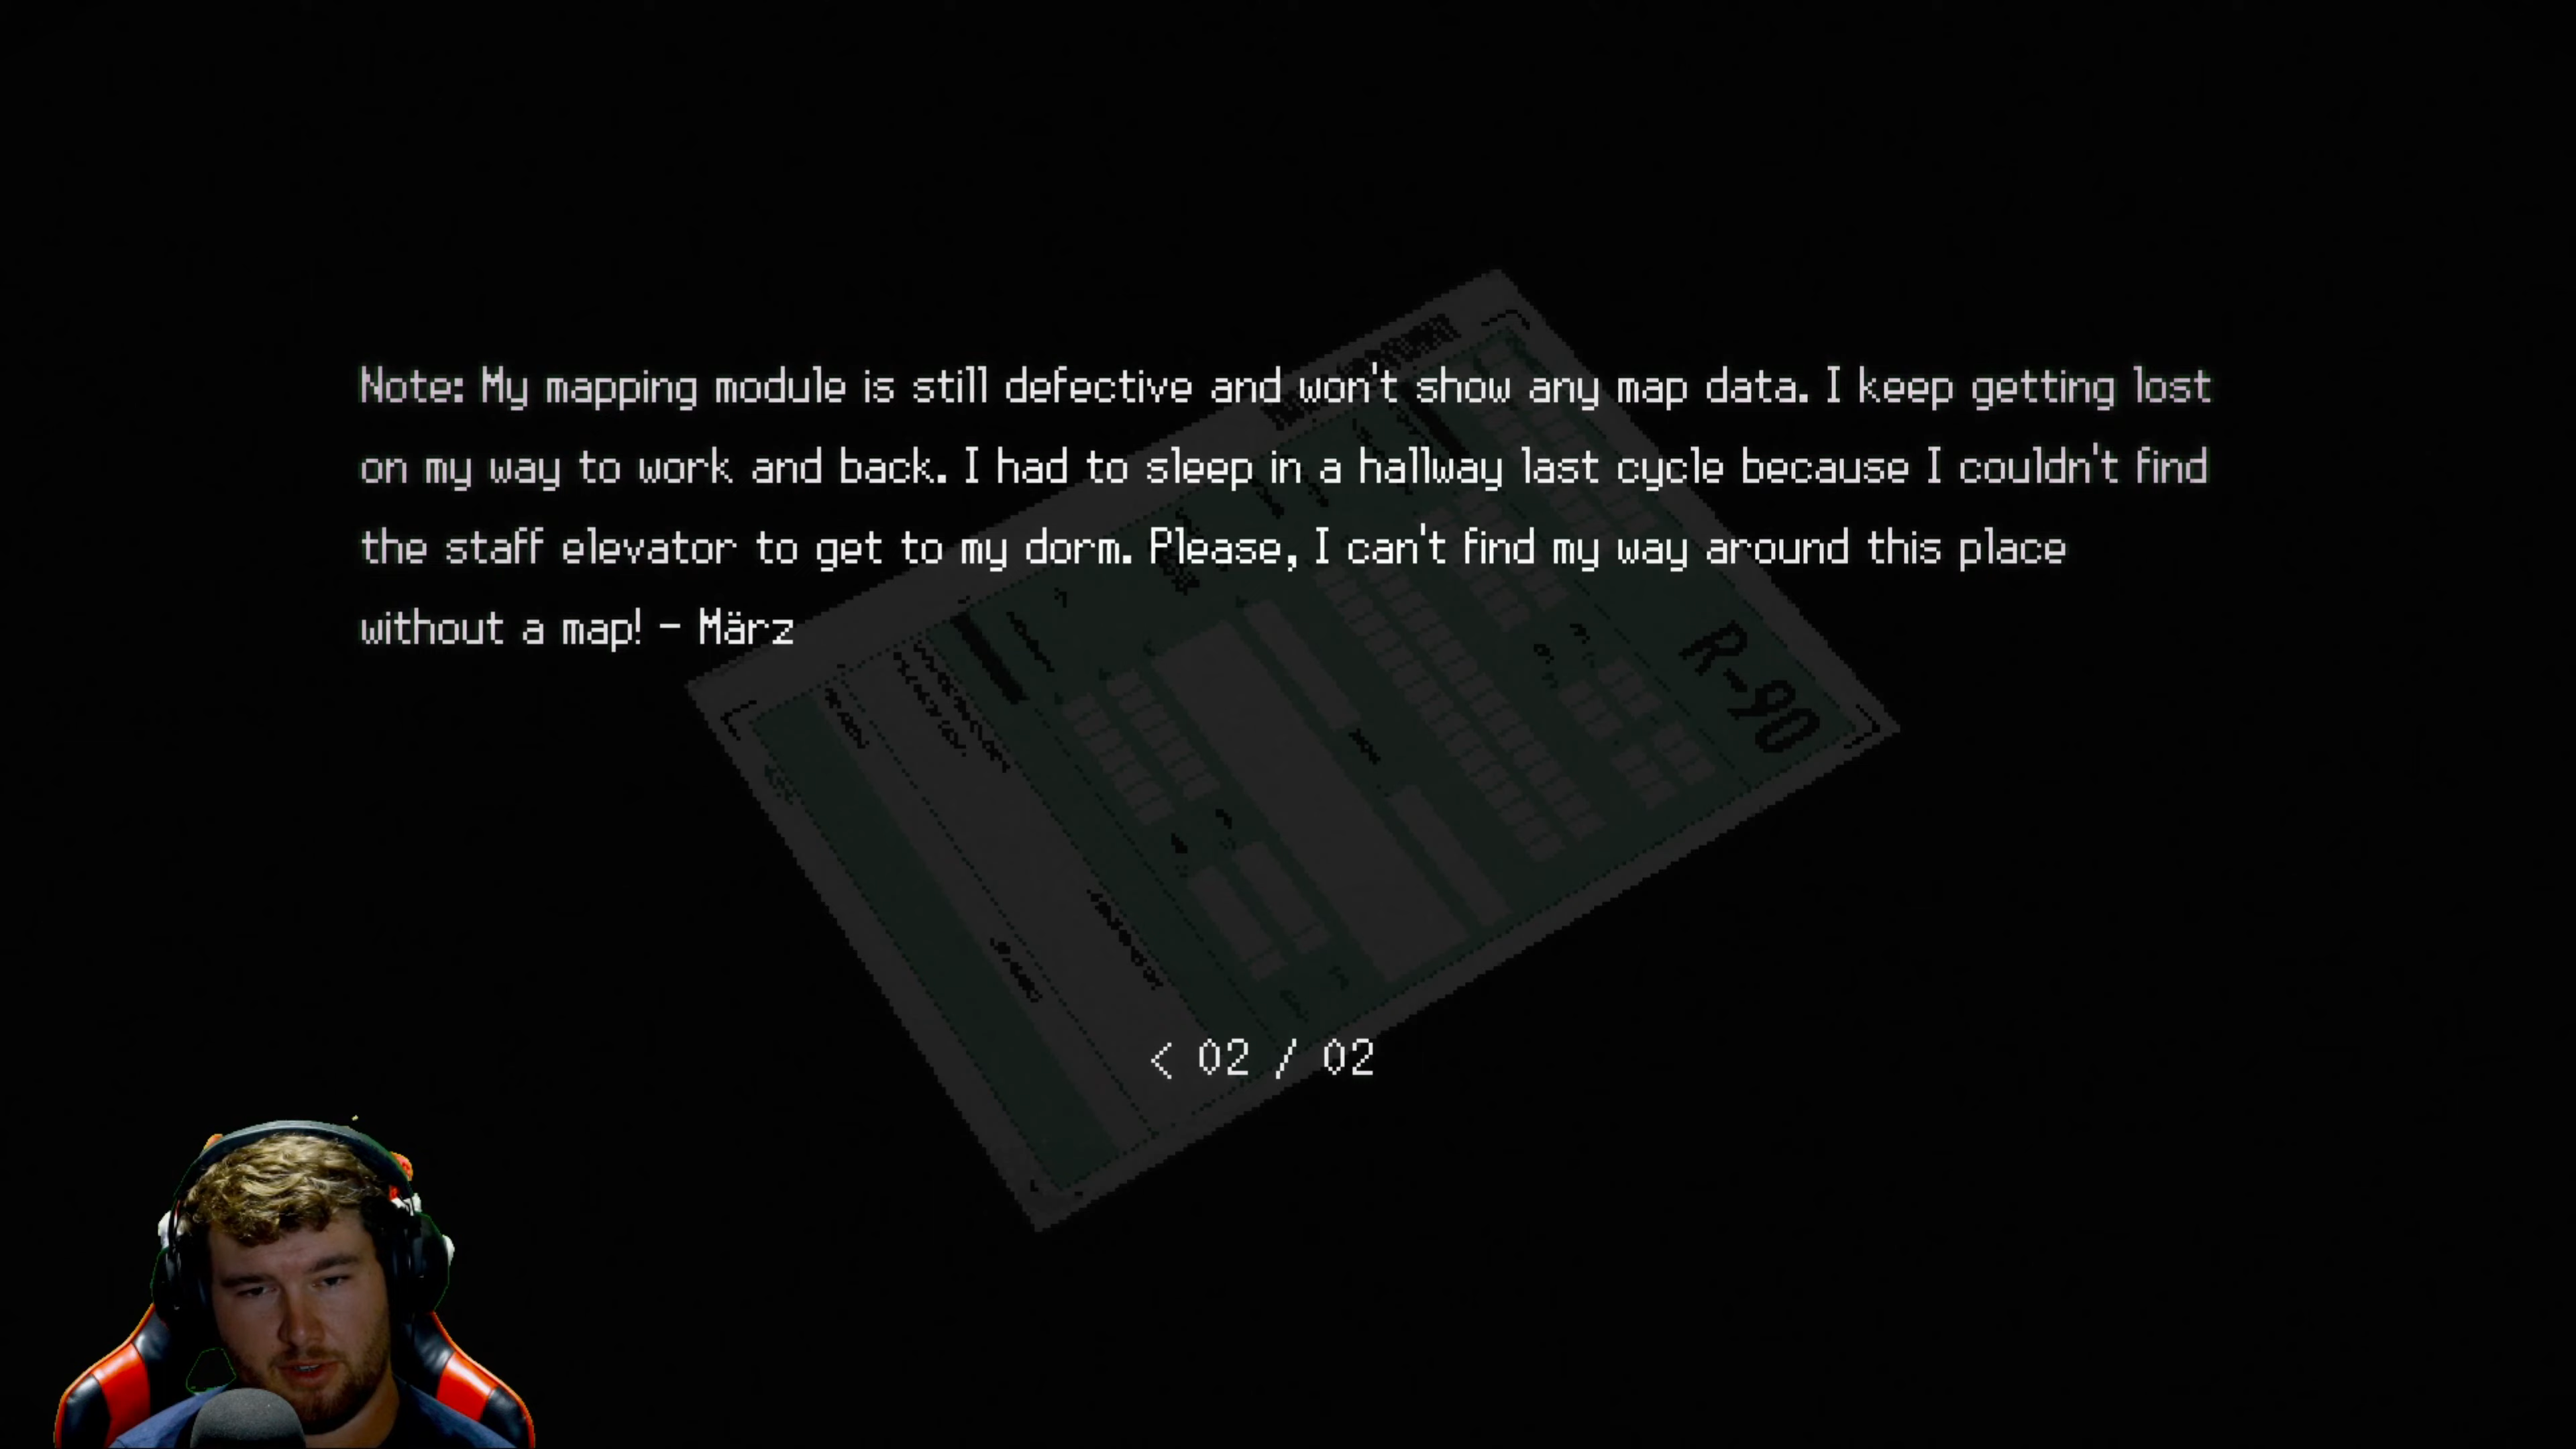 Note: My mapping module is still defective and won't show any map data. I keep getting lost
on my way to work and back. I had to sleep in a hallway last cycle because I couldn't find
the staff elevator to get to my dorm. Please, I can't find my way around this place
without a map! - März
R-90
< 02 / 02